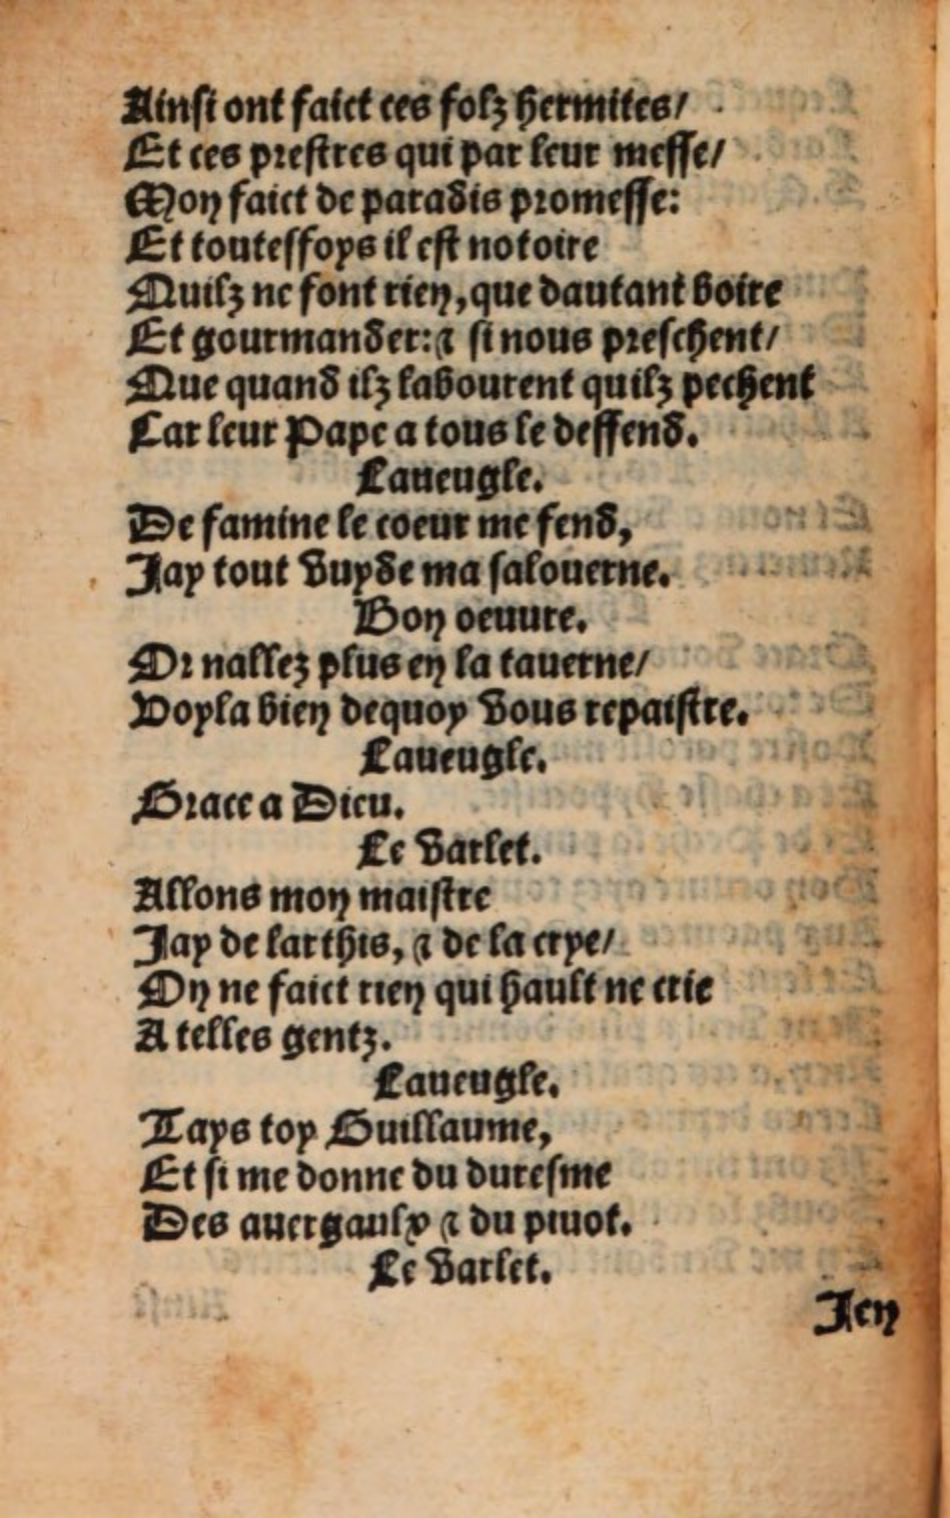 Ainsi ont faict ces folz hermites/
Et ces prestres qui par leur messe/
Mon faict de paradis promesse:
Et touteffoys il est notoire
Quilz ne font rien, que dautant boire
Et gourmander: & si nous preschent/
Que quand ilz labourent quilz pechent
Car leur Pape a tous le deffend.
Laueugle.
De famine le coeur me fend,
Jay tout vuyde ma salouerne.
Bon oeuure.
Or nallez plus en la tauerne/
Voyla bien dequoy vous repaistre.
Laueugle.
Grace a Dieu.
Le varlet.
Allons mon maistre
Jay de larthis, & de la crye/
On ne faict rien qui hault ne crie
A telles gentz.
Laueugle.
Tays toy Guillaume,
Et si me donne du duresme
Des auergaulx & du piuot.
Le varlet.
Jen